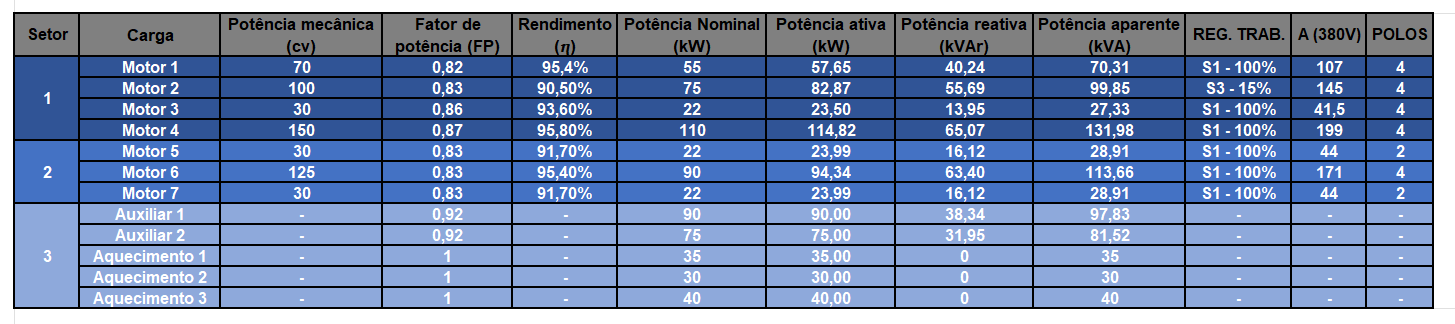 Setor Carga Potência mecânica (cv) Fator de potência (FP) Rendimento (η) Potência Nominal (kW) Potência ativa (kW) Potência reativa (kVAr) Potência aparente (kVA) REG. TRAB. A (380V) POLOS
1
Motor 1 70 0,82 95,4% 55 57,65 40,24 70,31 S1 - 100% 107 4
Motor 2 100 0,83 90,50% 75 82,87 55,69 99,85 S3 - 15% 145 4
Motor 3 30 0,86 93,60% 22 23,50 13,95 27,33 S1 - 100% 41,5 4
Motor 4 150 0,87 95,80% 110 114,82 65,07 131,98 S1 - 100% 199 4
2
Motor 5 30 0,83 91,70% 22 23,99 16,12 28,91 S1 - 100% 44 2
Motor 6 125 0,83 95,40% 90 94,34 63,40 113,66 S1 - 100% 171 4
Motor 7 30 0,83 91,70% 22 23,99 16,12 28,91 S1 - 100% 44 2
3
Auxiliar 1 - 0,92 - 90 90,00 38,34 97,83 - - -
Auxiliar 2 - 0,92 - 75 75,00 31,95 81,52 - - -
Aquecimento 1 - 1 - 35 35,00 0 35 - - -
Aquecimento 2 - 1 - 30 30,00 0 30 - - -
Aquecimento 3 - 1 - 40 40,00 0 40 - - -